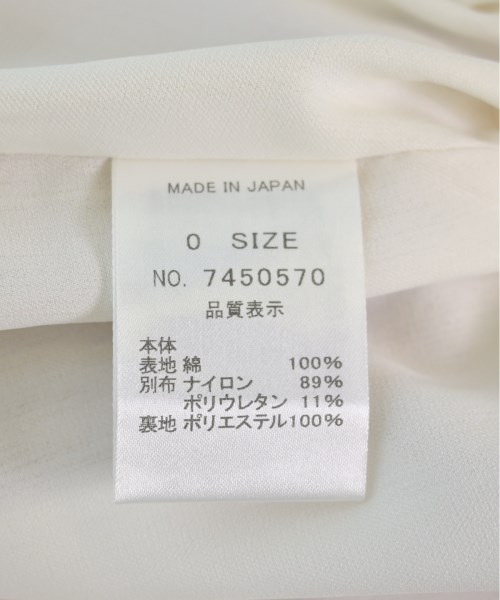 MADE IN JAPAN
0 SIZE
NO. 7450570
品質表示
本体
表地 綿 100%
別布 ナイロン 89%
ポリウレタン 11%
裏地 ポリエステル100%